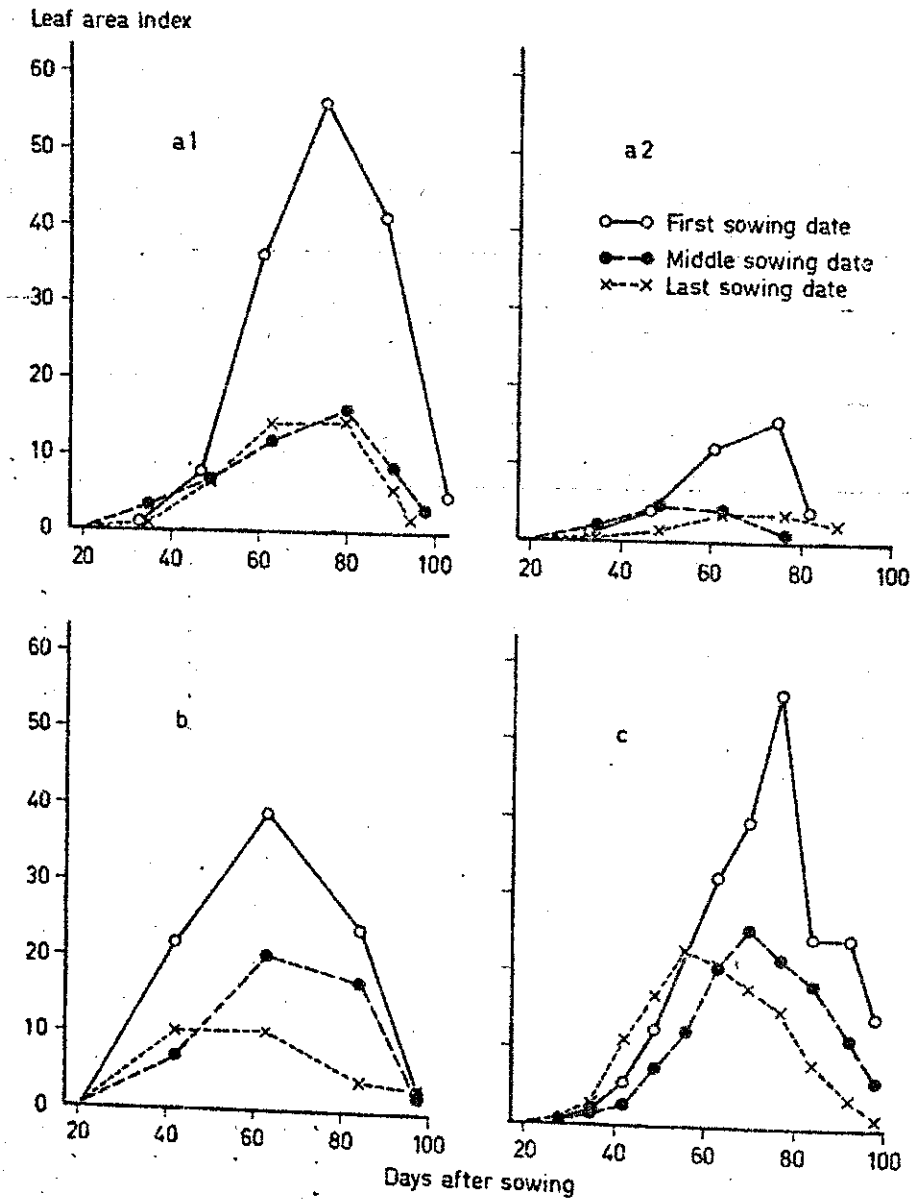 Leaf area index
60
50
40
30
20
10
0
a1
20 40 60 80 100
a2
First sowing date
Middle sowing date
Last sowing date
20 40 60 80 100
60
50
40
30
20
10
0
b
20 40 60 80 100
c
20 40 60 80 100
Days after sowing